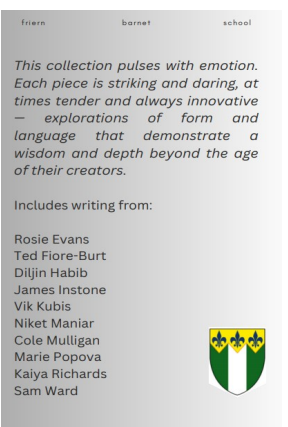 friern barnet school
This collection pulses with emotion.
Each piece is striking and daring, at
times tender and always innovative
— explorations of form and
language that demonstrate a
wisdom and depth beyond the age
of their creators.
Includes writing from:
Rosie Evans
Ted Fiore-Burt
Diljin Habib
James Instone
Vik Kubis
Niket Maniar
Cole Mulligan
Marie Popova
Kaiya Richards
Sam Ward